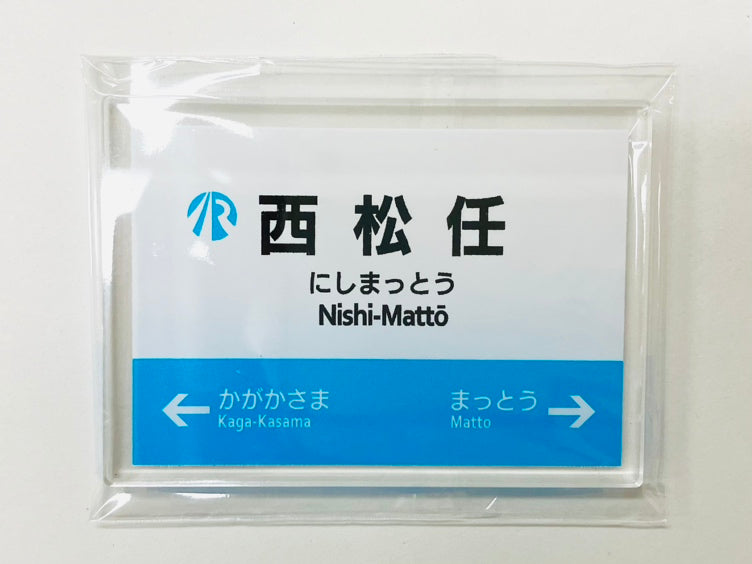 IR
西松任
にしまっとう
Nishi-Mattō
かがかさま
Kaga-Kasama
まっとう
Matto